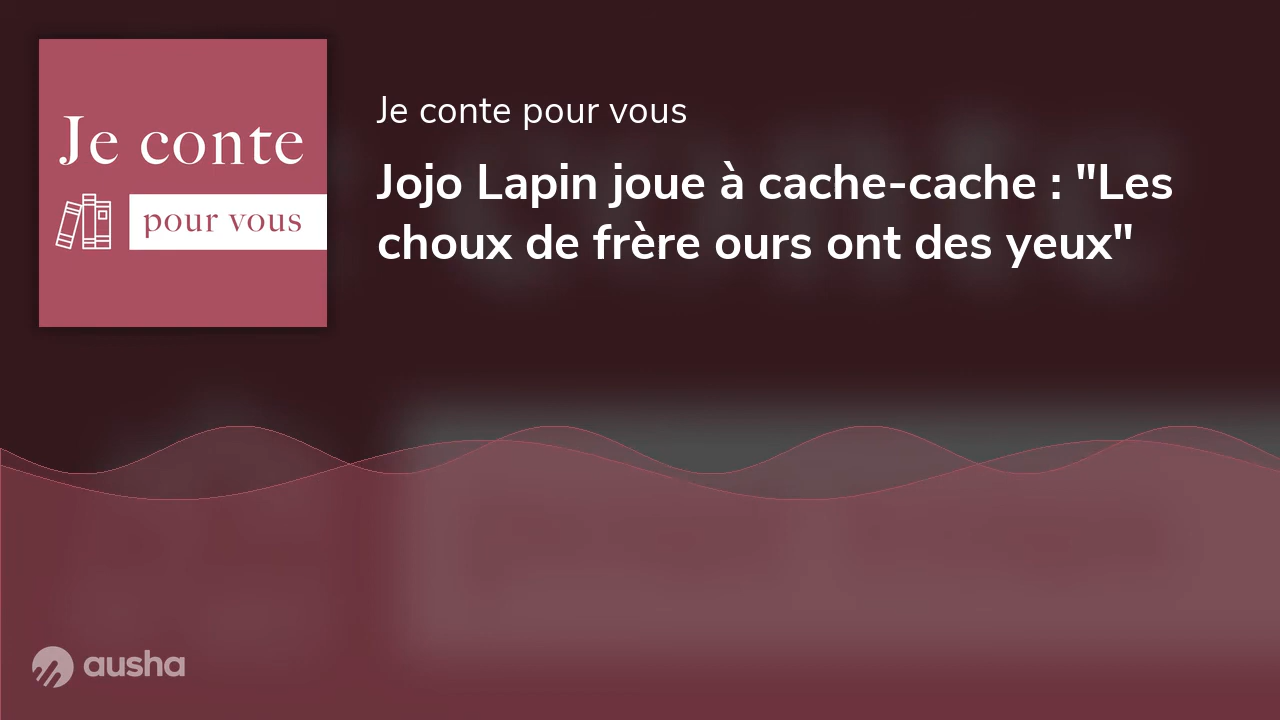 Je conte
pour vous
Je conte pour vous
Jojo Lapin joue à cache-cache : "Les
choux de frère ours ont des yeux"
ausha